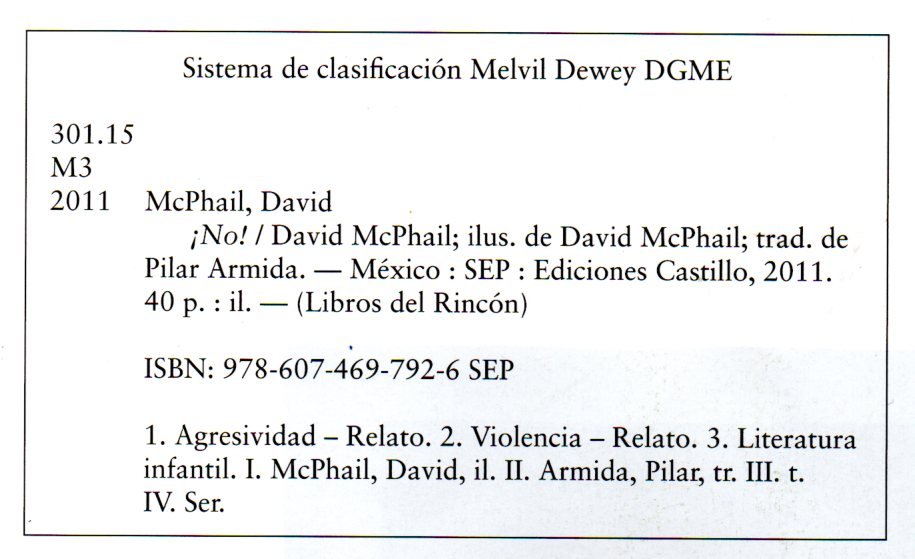 Sistema de clasificación Melvil Dewey DGME
301.15
M3
2011 McPhail, David
¡No! / David McPhail; ilus. de David McPhail; trad. de
Pilar Armida. — México : SEP : Ediciones Castillo, 2011.
40 p. : il. — (Libros del Rincón)
ISBN: 978-607-469-792-6 SEP
1. Agresividad – Relato. 2. Violencia – Relato. 3. Literatura
infantil. I. McPhail, David, il. II. Armida, Pilar, tr. III. t.
IV. Ser.